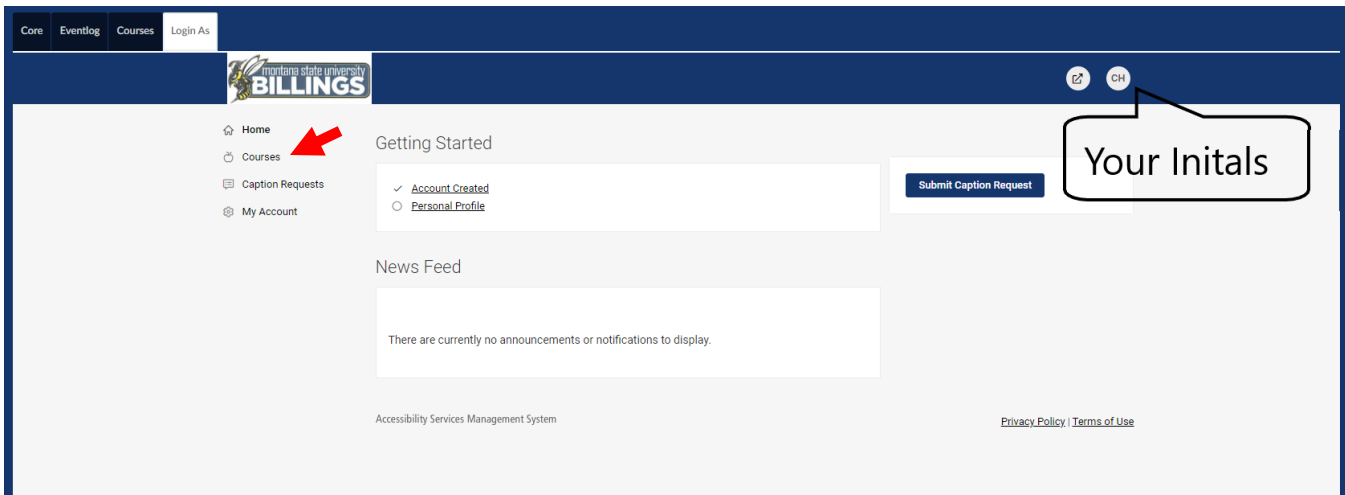 Core Eventlog Courses Login As
montana state university
BILLINGS
CH
Your Initals
Home
Courses
Caption Requests
My Account
Getting Started
Account Created
Personal Profile
Submit Caption Request
News Feed
There are currently no announcements or notifications to display.
Accessibility Services Management System
Privacy Policy | Terms of Use